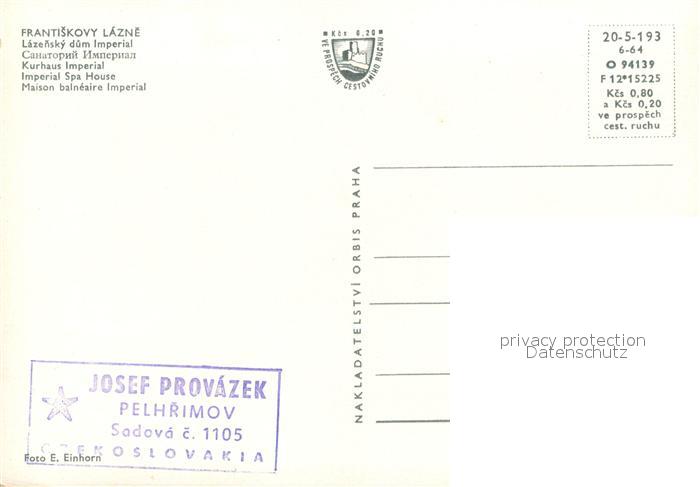 FRANTIŠKOVY LÁZNĚ
Lázeňský dům Imperial
Санаторий Империал
Kurhaus Imperial
Imperial Spa House
Maison balnéaire Imperial
Kčs 0,20
VE PROSPĚCH CESTOVNÍHO RUCHU
20-5-193
6-64
O 94139
F 12*15225
Kčs 0,80
a Kčs 0,20
ve prospěch
cest. ruchu
NAKLADATELSTVÍ ORBIS PRAHA
privacy protection
Datenschutz
JOSEF PROVÁZEK
PELHŘIMOV
Sadová č. 1105
CZEKOSLOVAKIA
Foto E. Einhorn